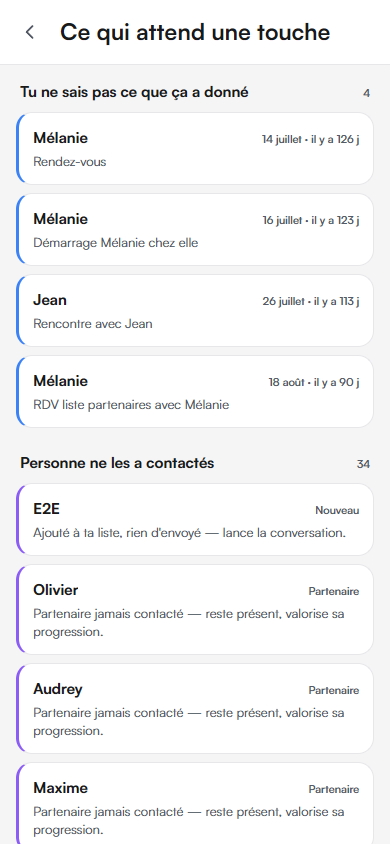 Ce qui attend une touche
Tu ne sais pas ce que ça a donné 4
Mélanie 14 juillet · il y a 126 j
Rendez-vous
Mélanie 16 juillet · il y a 123 j
Démarrage Mélanie chez elle
Jean 26 juillet · il y a 113 j
Rencontre avec Jean
Mélanie 18 août · il y a 90 j
RDV liste partenaires avec Mélanie
Personne ne les a contactés 34
E2E Nouveau
Ajouté à ta liste, rien d'envoyé — lance la conversation.
Olivier Partenaire
Partenaire jamais contacté — reste présent, valorise sa
progression.
Audrey Partenaire
Partenaire jamais contacté — reste présent, valorise sa
progression.
Maxime Partenaire
Partenaire jamais contacté — reste présent, valorise sa
progression.